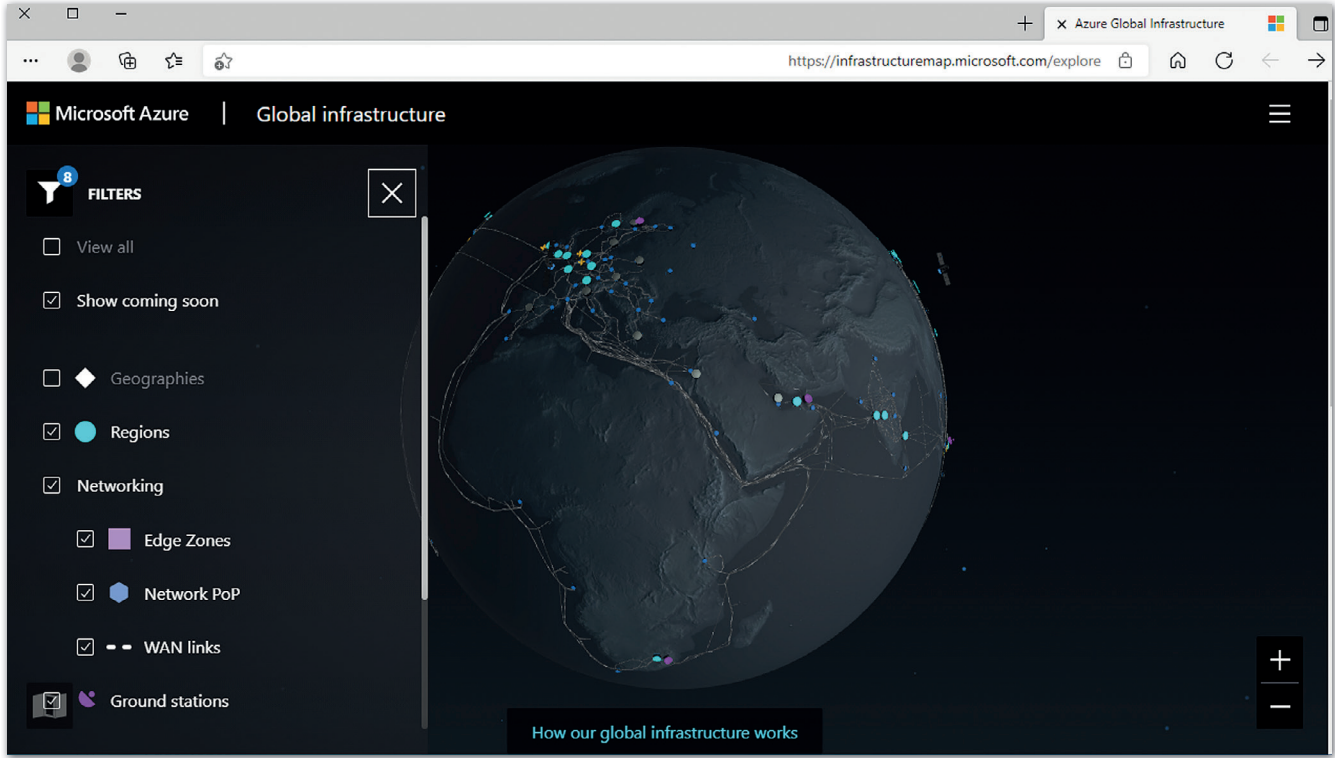 Azure Global Infrastructure
https://infrastructuremap.microsoft.com/explore
Microsoft Azure | Global infrastructure
8
FILTERS
View all
Show coming soon
Geographies
Regions
Networking
Edge Zones
Network PoP
WAN links
Ground stations
How our global infrastructure works